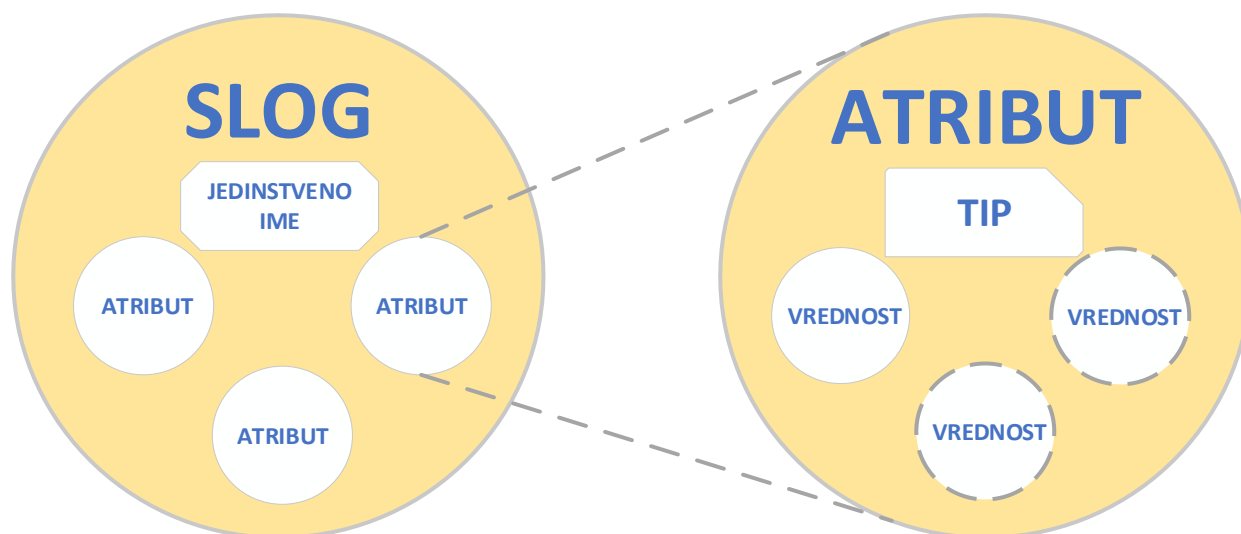 SLOG
JEDINSTVENO
IME
ATRIBUT
ATRIBUT
ATRIBUT
ATRIBUT
TIP
VREDNOST
VREDNOST
VREDNOST